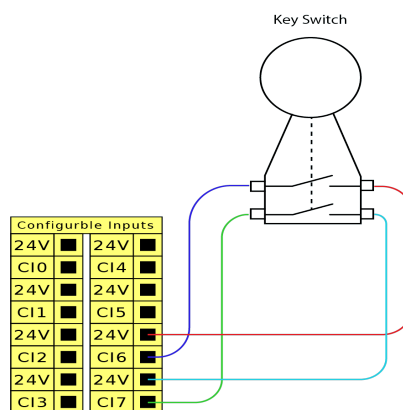 Key Switch
Configurble Inputs
24V 24V
CI0 CI4
24V 24V
CI1 CI5
24V 24V
CI2 CI6
24V 24V
CI3 CI7